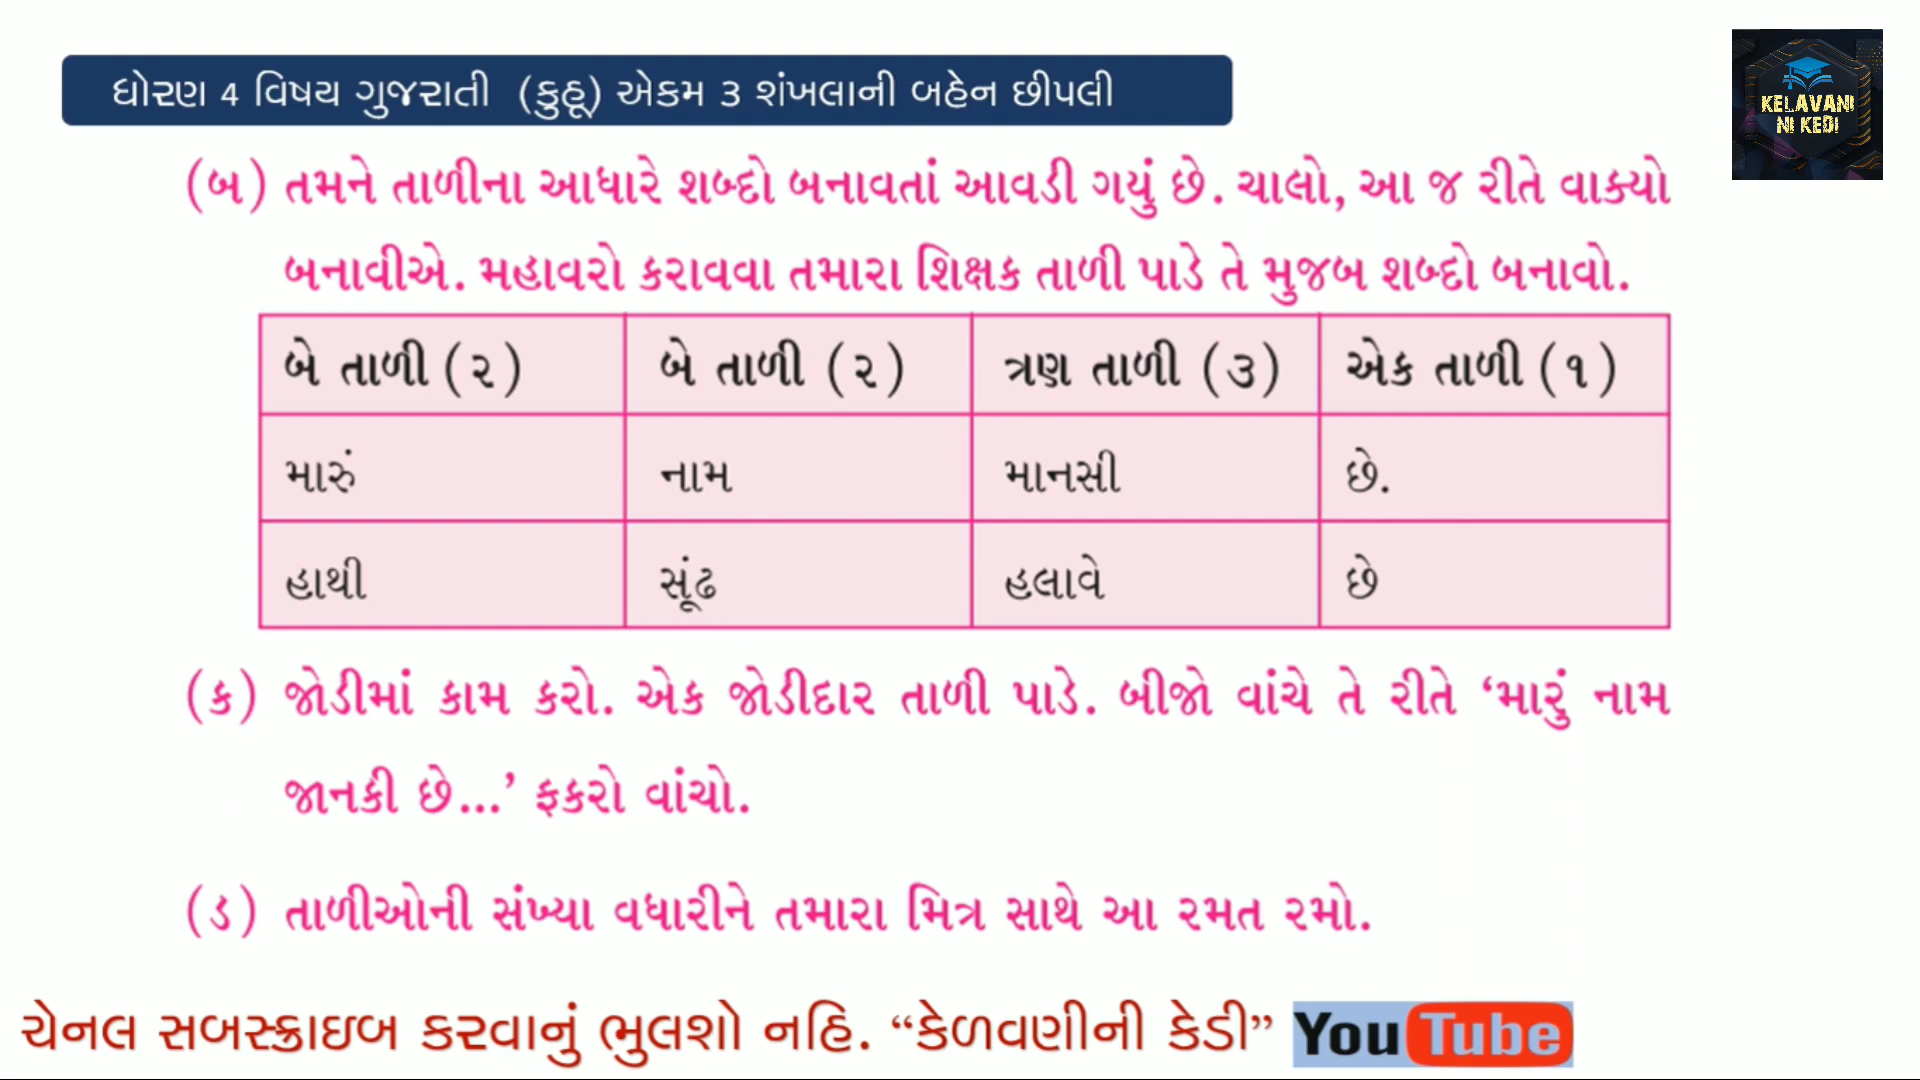 ધોરણ 4 વિષય ગુજરાતી (કુહૂ) એકમ 3 શંખલાની બહેન છીપલી
KELAVANI
NI KEDI
(બ) તમને તાળીના આધારે શબ્દો બનાવતાં આવડી ગયું છે. ચાલો, આ જ રીતે વાક્યો
બનાવીએ. મહાવરો કરાવવા તમારા શિક્ષક તાળી પાડે તે મુજબ શબ્દો બનાવો.
બે તાળી (૨) બે તાળી (૨) ત્રણ તાળી (૩) એક તાળી (૧)
મારું નામ માનસી છે.
હાથી સૂંઢ હલાવે છે
(ક) જોડીમાં કામ કરો. એક જોડીદાર તાળી પાડે. બીજો વાંચે તે રીતે ‘મારું નામ
જાનકી છે...’ ફકરો વાંચો.
(ડ) તાળીઓની સંખ્યા વધારીને તમારા મિત્ર સાથે આ રમત રમો.
ચેનલ સબસ્ક્રાઇબ કરવાનું ભુલશો નહિ. “કેળવણીની કેડી” YouTube